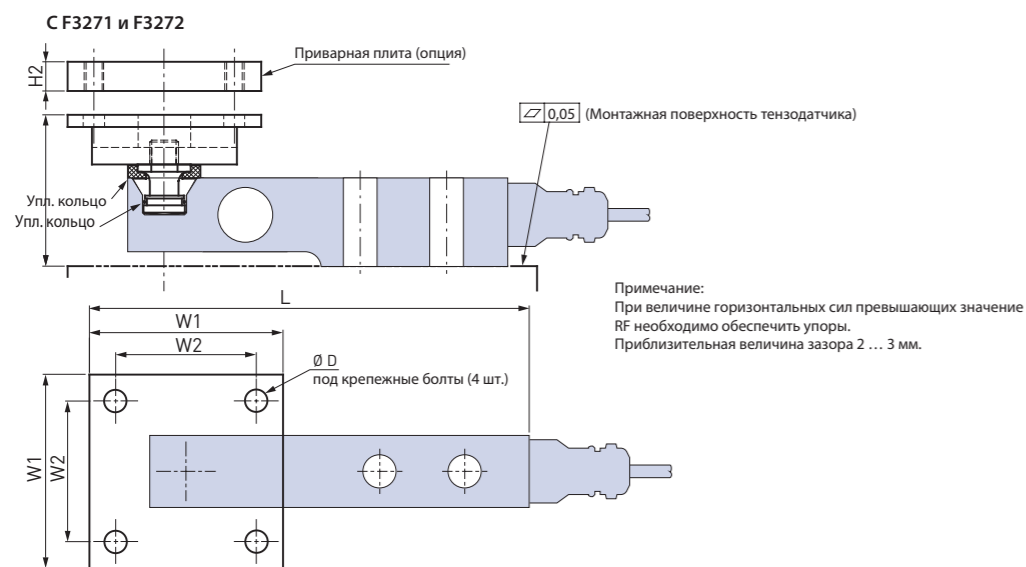 С F3271 и F3272
Приварная плита (опция)
H2
0,05 (Монтажная поверхность тензодатчика)
Упл. кольцо
Упл. кольцо
Примечание:
При величине горизонтальных сил превышающих значение
RF необходимо обеспечить упоры.
Приблизительная величина зазора 2 … 3 мм.
L
W1
W2
Ø D
под крепежные болты (4 шт.)
W1
W2